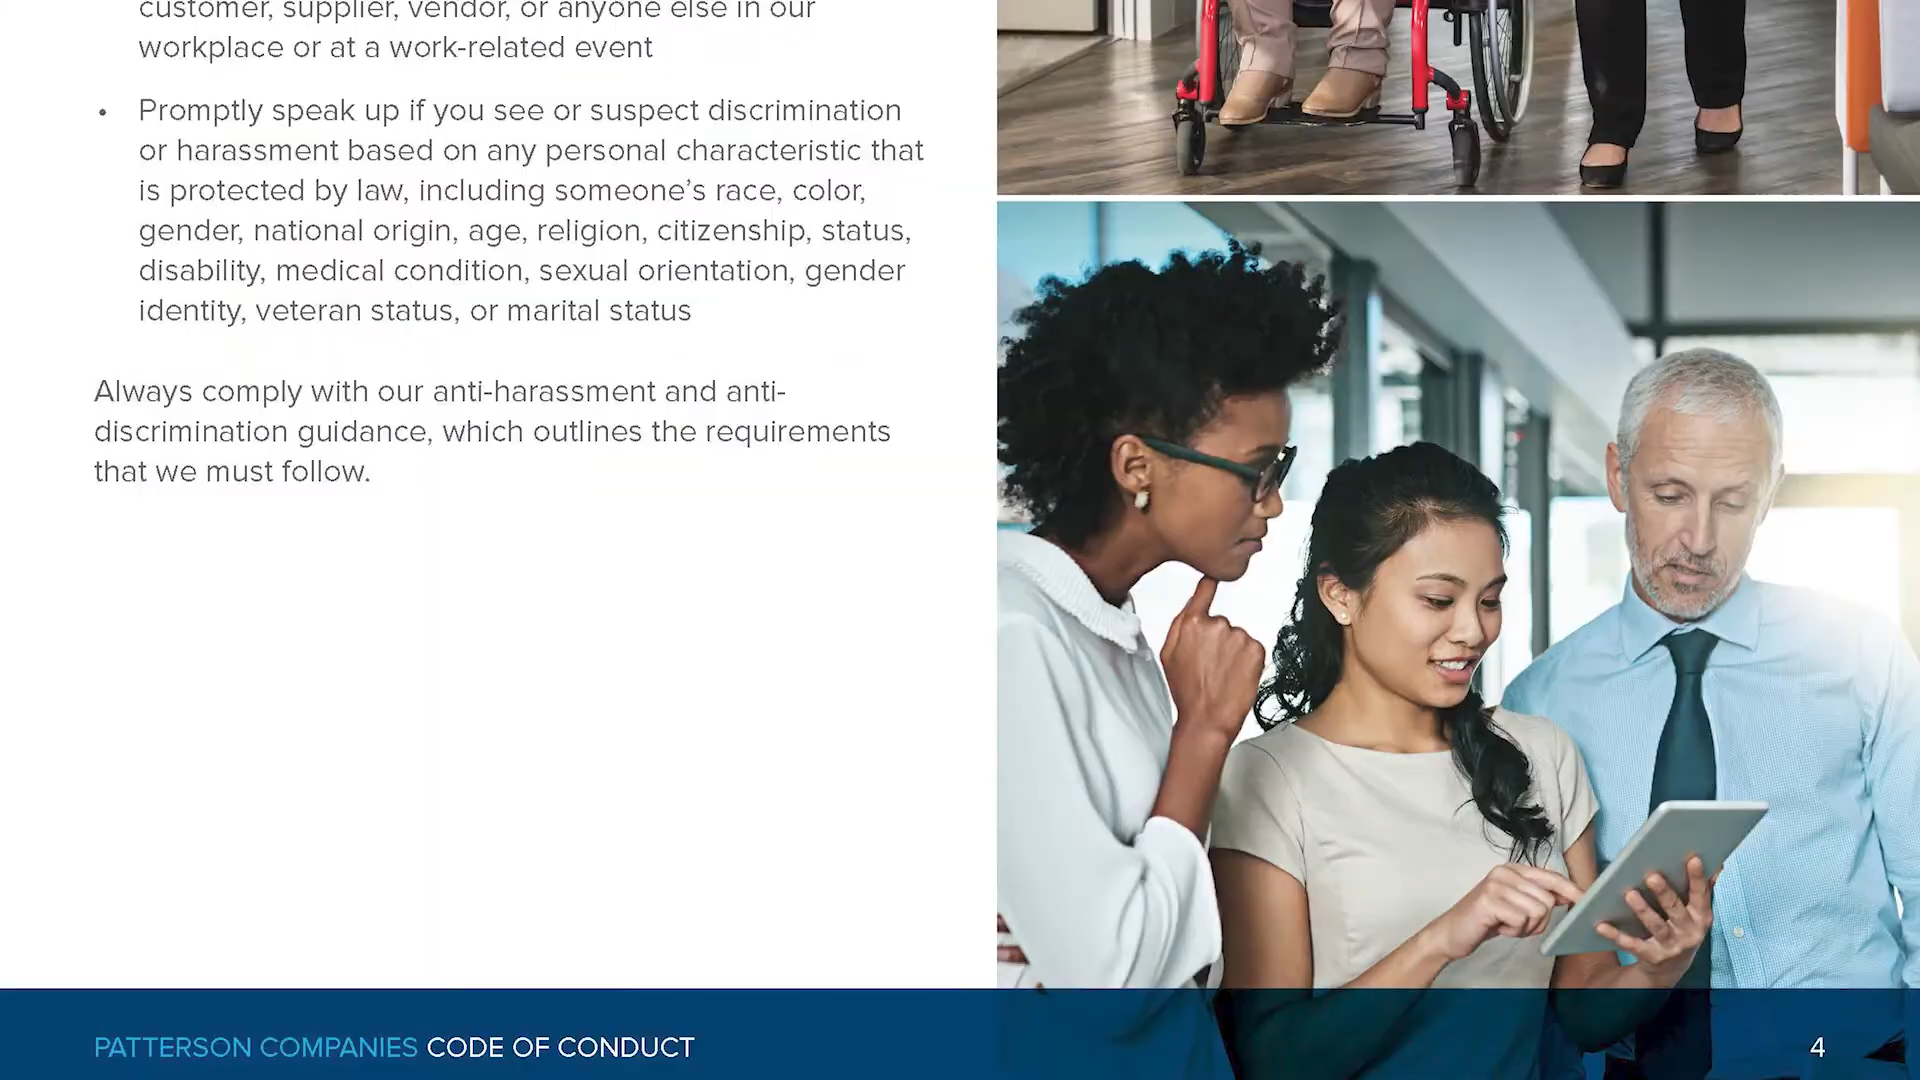 customer, supplier, vendor, or anyone else in our
workplace or at a work-related event
• Promptly speak up if you see or suspect discrimination
or harassment based on any personal characteristic that
is protected by law, including someone’s race, color,
gender, national origin, age, religion, citizenship, status,
disability, medical condition, sexual orientation, gender
identity, veteran status, or marital status
Always comply with our anti-harassment and anti-
discrimination guidance, which outlines the requirements
that we must follow.
PATTERSON COMPANIES CODE OF CONDUCT
4